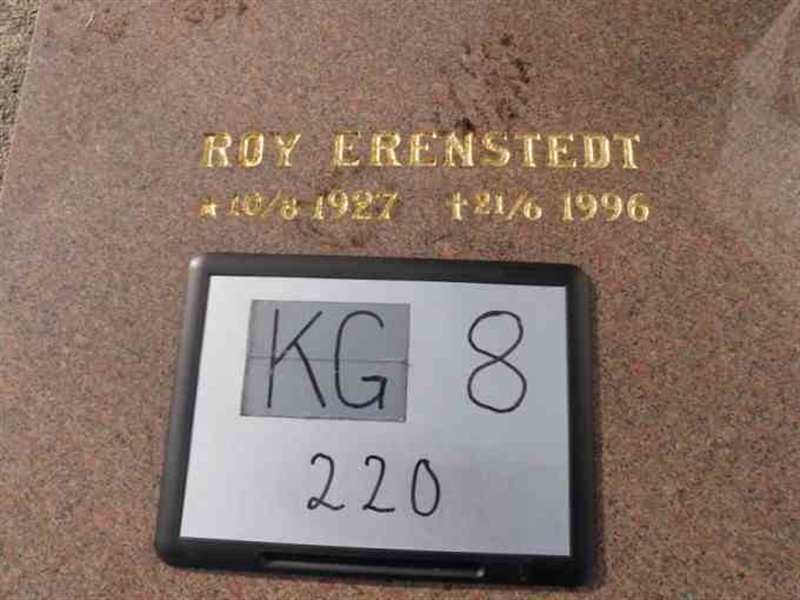 ROY ERENSTEDT
* 10/8 1927 † 21/6 1996
KG 8
220